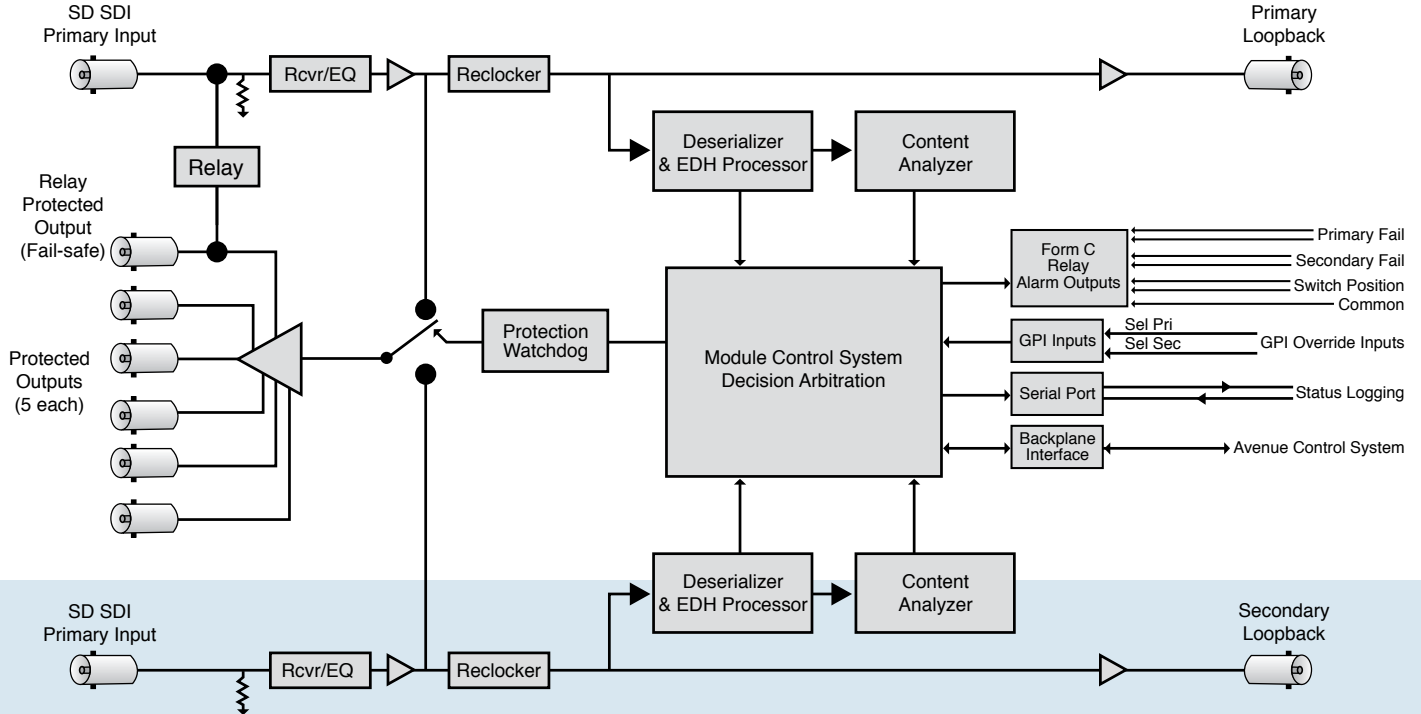 SD SDI
Primary Input
Primary
Loopback
Rcvr/EQ
Reclocker
Deserializer
& EDH Processor
Content
Analyzer
Relay
Relay
Protected
Output
(Fail-safe)
Form C
Relay
Alarm Outputs
Primary Fail
Secondary Fail
Switch Position
Common
Protection
Watchdog
Module Control System
Decision Arbitration
GPI Inputs
Sel Pri
Sel Sec
GPI Override Inputs
Protected
Outputs
(5 each)
Serial Port
Status Logging
Backplane
Interface
Avenue Control System
Deserializer
& EDH Processor
Content
Analyzer
SD SDI
Primary Input
Secondary
Loopback
Rcvr/EQ
Reclocker